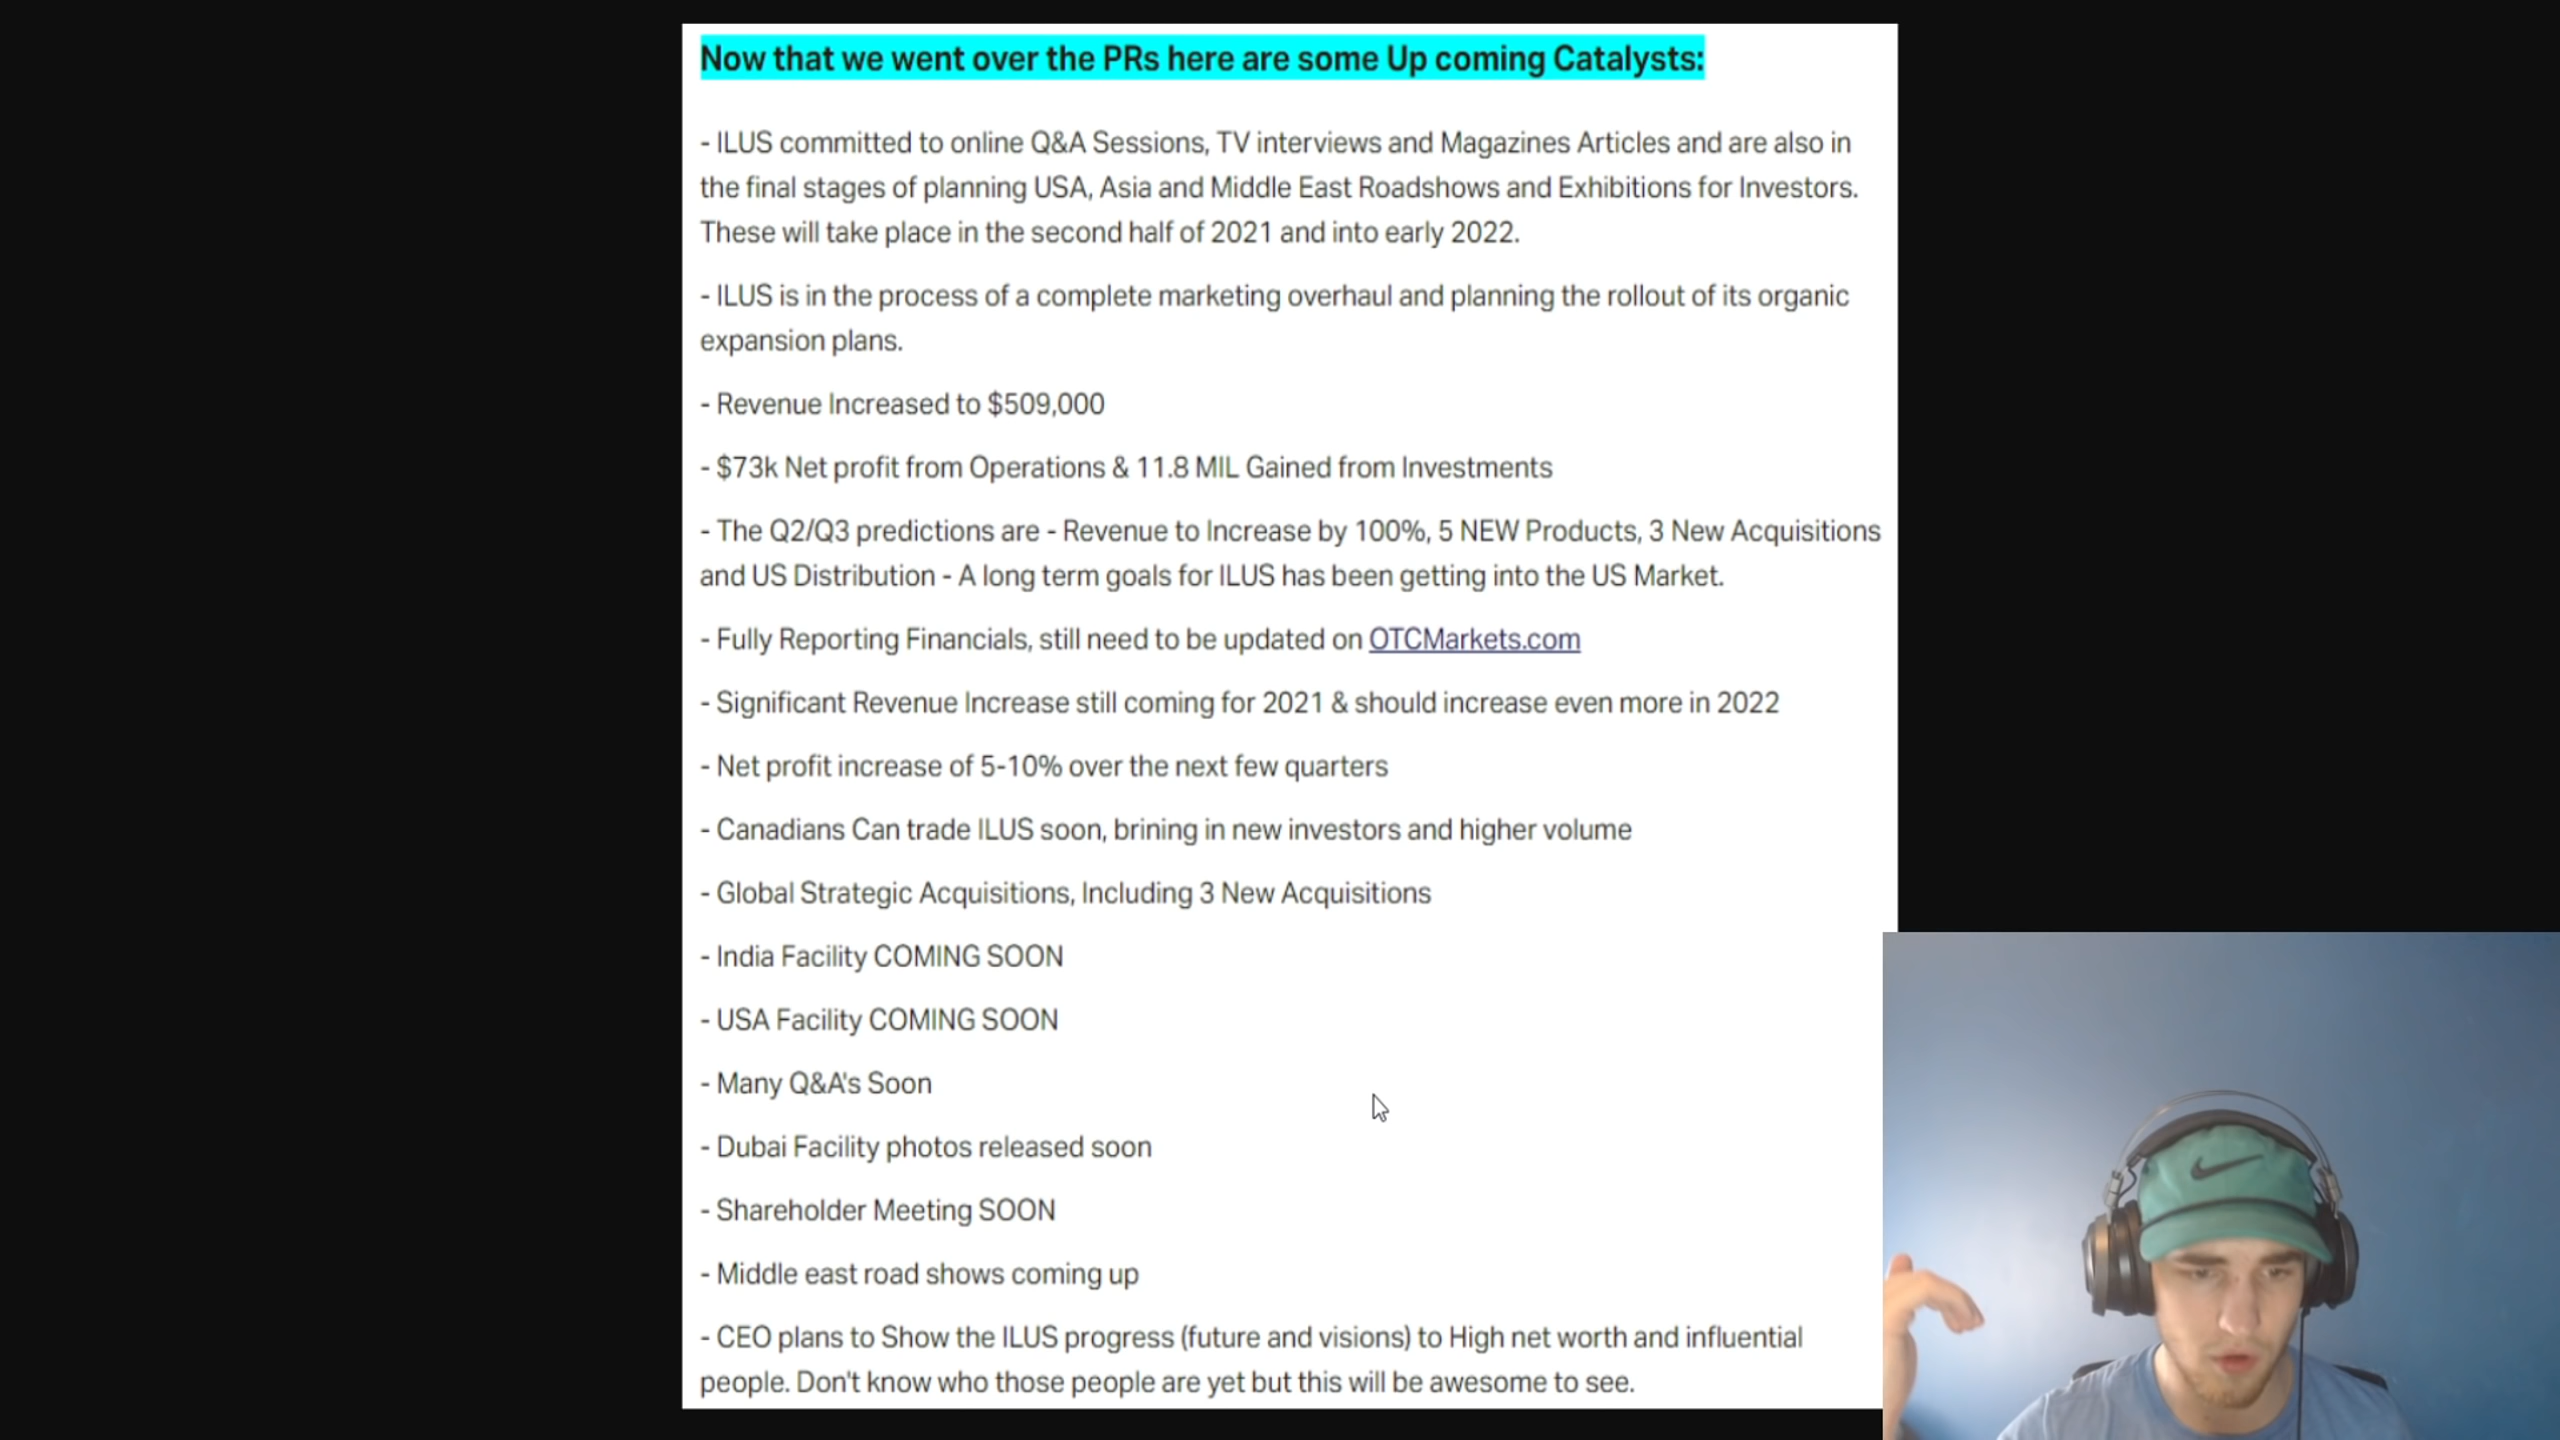 Now that we went over the PRs here are some Up coming Catalysts:
- ILUS committed to online Q&A Sessions, TV interviews and Magazines Articles and are also in
the final stages of planning USA, Asia and Middle East Roadshows and Exhibitions for Investors.
These will take place in the second half of 2021 and into early 2022.
- ILUS is in the process of a complete marketing overhaul and planning the rollout of its organic
expansion plans.
- Revenue Increased to $509,000
- $73k Net profit from Operations & 11.8 MIL Gained from Investments
- The Q2/Q3 predictions are - Revenue to Increase by 100%, 5 NEW Products, 3 New Acquisitions
and US Distribution - A long term goals for ILUS has been getting into the US Market.
- Fully Reporting Financials, still need to be updated on OTCMarkets.com
- Significant Revenue Increase still coming for 2021 & should increase even more in 2022
- Net profit increase of 5-10% over the next few quarters
- Canadians Can trade ILUS soon, brining in new investors and higher volume
- Global Strategic Acquisitions, Including 3 New Acquisitions
- India Facility COMING SOON
- USA Facility COMING SOON
- Many Q&A's Soon
- Dubai Facility photos released soon
- Shareholder Meeting SOON
- Middle east road shows coming up
- CEO plans to Show the ILUS progress (future and visions) to High net worth and influential
people. Don't know who those people are yet but this will be awesome to see.